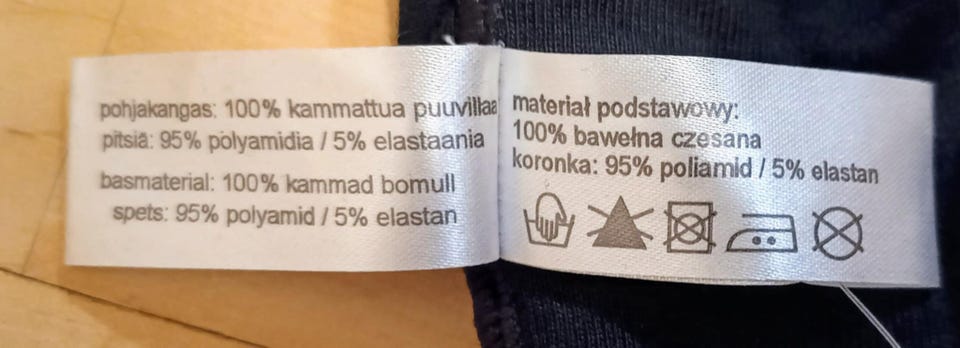 pohjakangas: 100% kammattua puuvillaa
pitsiä: 95% polyamidia / 5% elastaania
basmaterial: 100% kammad bomull
spets: 95% polyamid / 5% elastan
materiał podstawowy:
100% bawełna czesana
koronka: 95% poliamid / 5% elastan